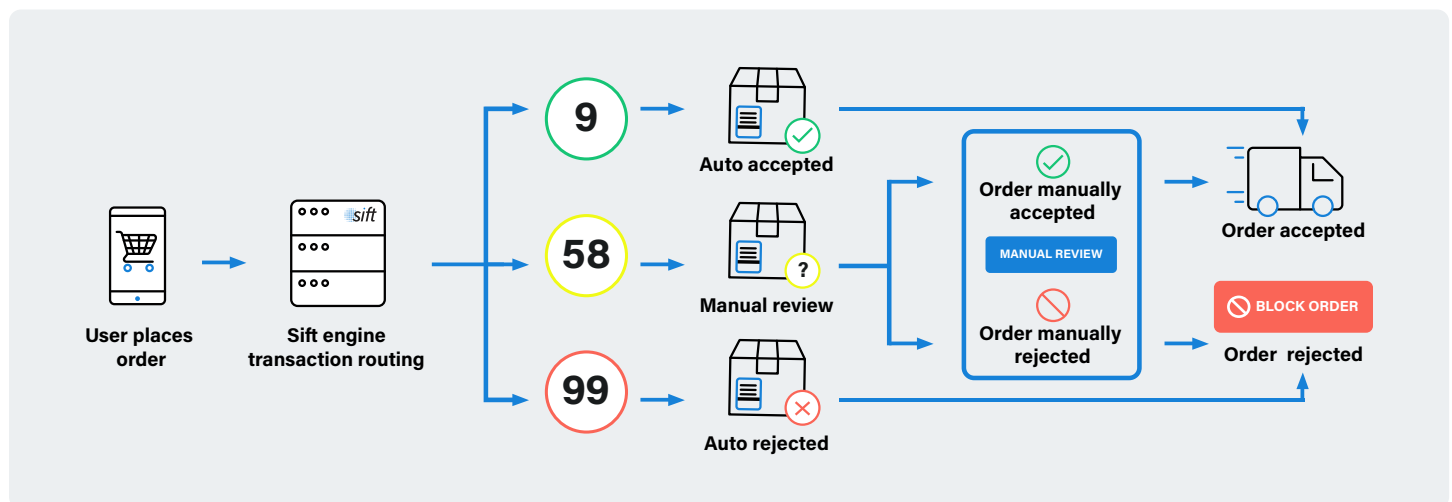 User places
order
sift
Sift engine
transaction routing
9
Auto accepted
58
?
Manual review
99
Auto rejected
Order manually
accepted
MANUAL REVIEW
Order manually
rejected
Order accepted
BLOCK ORDER
Order rejected